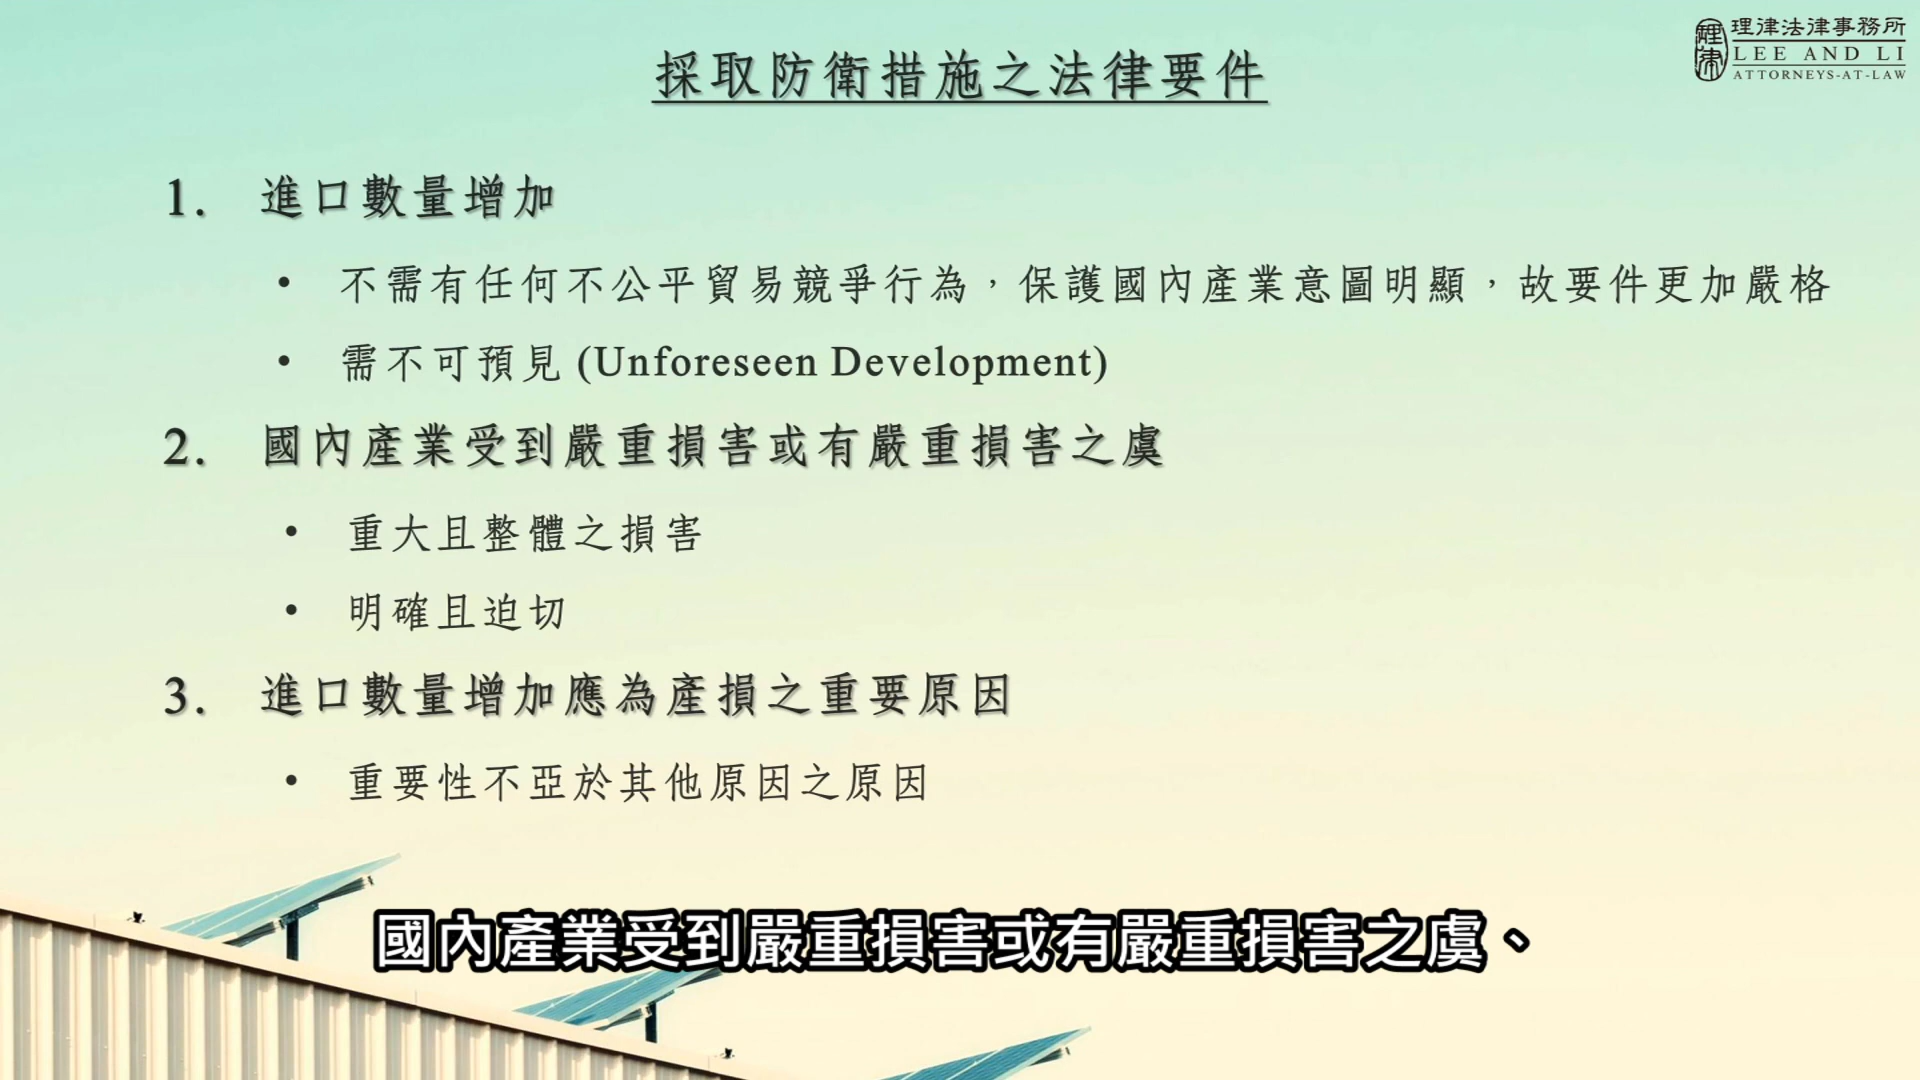 理律法律事務所
LEE AND LI
ATTORNEYS-AT-LAW
採取防衛措施之法律要件
1. 進口數量增加
• 不需有任何不公平貿易競爭行為，保護國內產業意圖明顯，故要件更加嚴格
• 需不可預見 (Unforeseen Development)
2. 國內產業受到嚴重損害或有嚴重損害之虞
• 重大且整體之損害
• 明確且迫切
3. 進口數量增加應為產損之重要原因
• 重要性不亞於其他原因之原因
國內產業受到嚴重損害或有嚴重損害之虞、